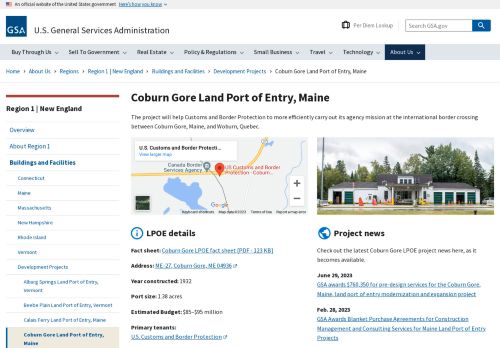 An official website of the United States government Here's how you know
GSA
U.S. General Services Administration
Per Diem Lookup
Search GSA.gov
Buy Through Us
Sell To Government
Real Estate
Policy & Regulations
Small Business
Travel
Technology
About Us
Home › About Us › Regions › Region 1 | New England › Buildings and Facilities › Development Projects › Coburn Gore Land Port of Entry, Maine
Region 1 | New England
Overview
About Region 1
Buildings and Facilities
Connecticut
Maine
Massachusetts
New Hampshire
Rhode Island
Vermont
Development Projects
Alburg Springs Land Port of Entry,
Vermont
Beebe Plain Land Port of Entry, Vermont
Calais Ferry Land Port of Entry, Maine
Coburn Gore Land Port of Entry,
Maine
Coburn Gore Land Port of Entry, Maine
The project will help Customs and Border Protection to more efficiently carry out its agency mission at the international border crossing
between Coburn Gore, Maine, and Woburn, Quebec.
U.S. Customs and Border Protecti...
View larger map
Canada Border
Services Agency
US Customs and Border
Protection - Coburn...
+
−
Keyboard shortcuts
Map data ©2023
Terms of Use
Report a map error
LPOE details
Fact sheet: Coburn Gore LPOE fact sheet [PDF - 123 KB]
Address: ME-27, Coburn Gore, ME 04936
Year constructed: 1932
Port size: 1.38 acres
Estimated Budget: $85–$95 million
Primary tenants:
U.S. Customs and Border Protection
Project news
Check out the latest Coburn Gore LPOE project news here, as it
becomes available.
June 29, 2023
GSA awards $760,350 for pre-design services for the Coburn Gore,
Maine, land port of entry modernization and expansion project
Feb. 28, 2023
GSA Awards Blanket Purchase Agreements for Construction
Management and Consulting Services for Maine Land Port of Entry
Projects